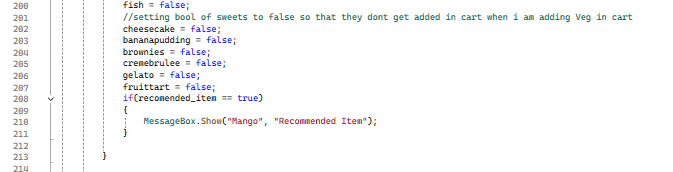 200 fish = false;
201 //setting bool of sweets to false so that they dont get added in cart when i am adding Veg in cart
202 cheesecake = false;
203 bananapudding = false;
204 brownies = false;
205 cremebrulee = false;
206 gelato = false;
207 fruittart = false;
208 if(recomended_item == true)
209 {
210 MessageBox.Show("Mango", "Recommended Item");
211 }
212
213 }
214